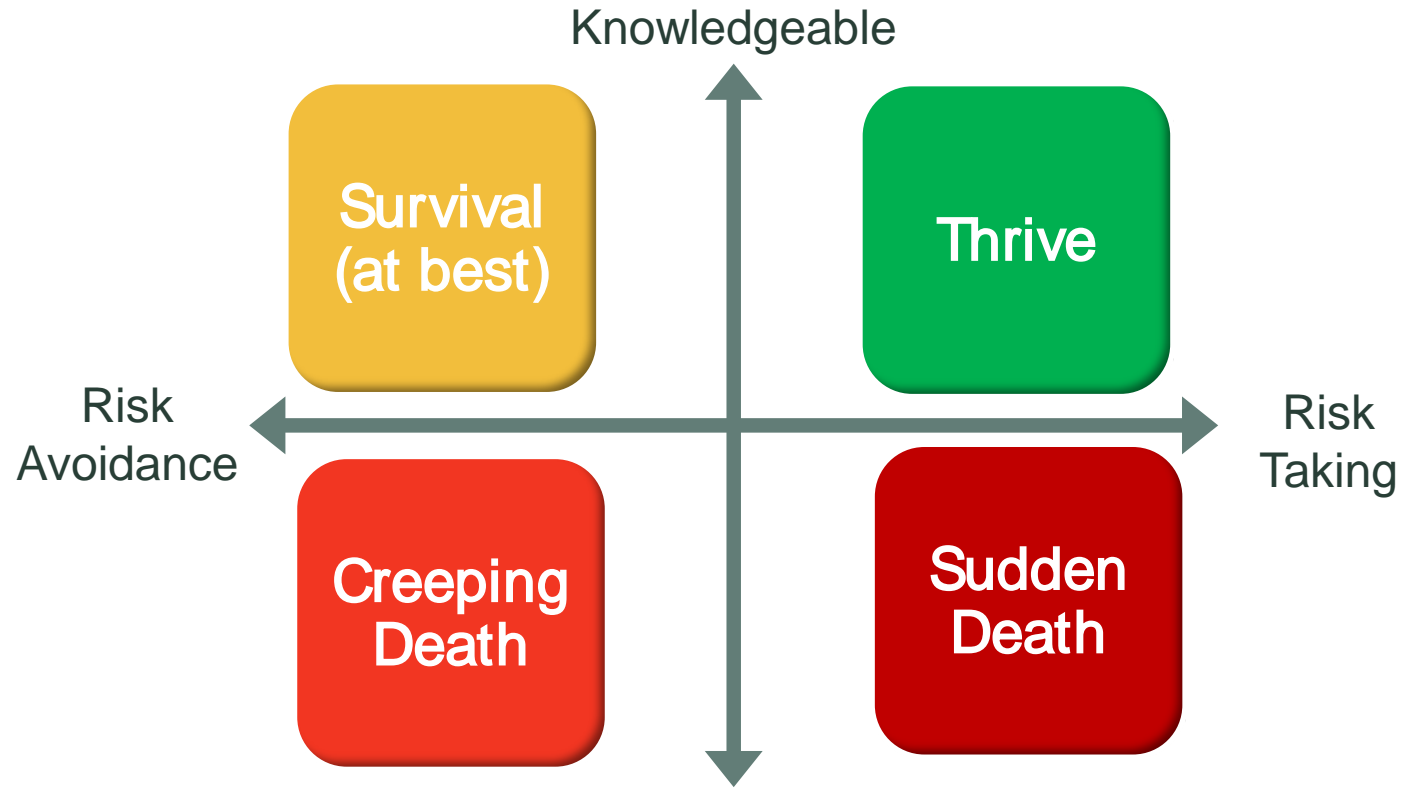 Knowledgeable
Survival
(at best)
Thrive
Risk
Avoidance
Risk
Taking
Creeping
Death
Sudden
Death